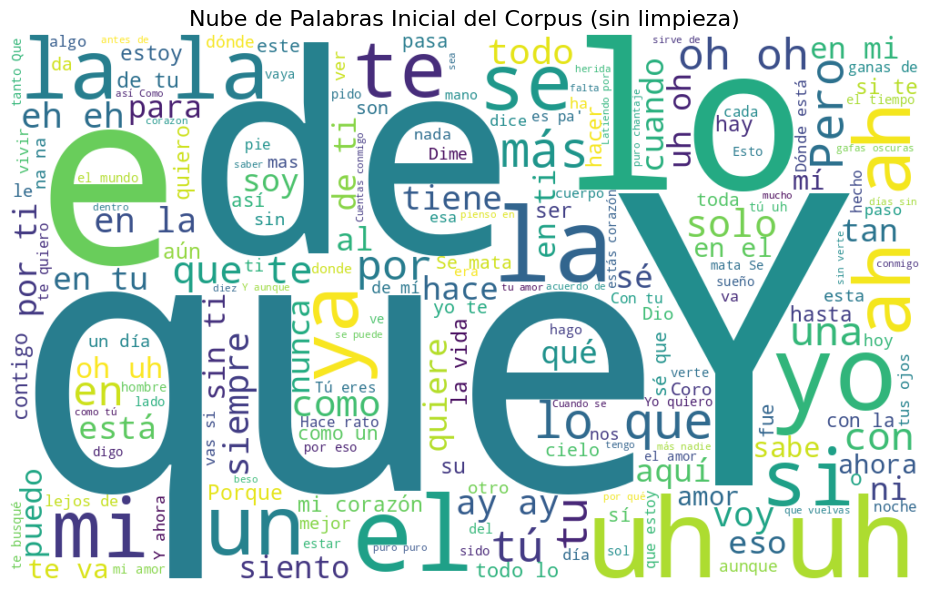 Nube de Palabras Inicial del Corpus (sin limpieza)
tanto Que
la la
algo
antes de
dónde
este
ver
sea
pasa
te
se
todo
herida
sirve de
oh oh
en mi
da
estoy
de tu
vaya
pido
son
mano
dice
es pa'
falta
Latiendo por
cuando
lo
cada
ganas de
si te
el tiempo
eh eh
así Como
corazon
para
ha
hacer
puro chantaje
uh oh
hay
Esto
Dónde está
Pero
gafas oscuras
vivir
na na
quiero
pie
saber
mas
nada
Dime
más
mí
ah ah
le
el mundo
e
de
soy
de ti
Cuentas conmigo
tiene
ti
cuerpo
toda
mucho
hecho
por ti
te quiero
dentro
en la
así
sin
esa
pienso en
en
ser
estás corazón
solo
tú uh
paso
días sin
tan
aún
al
la
en el
en tu
que te
ti
donde
por
Se mata
era
sé
mata Se
sueño
sin verte
conmigo
diez
Y aunque
de mí
hace
tu amor
acuerdo de
Con tu
Dio
va
esta
hasta
que
Y
ya
ve
yo te
se puede
la vida
hago
qué
sé que
una
hoy
contigo
un día
sin ti
nunca
quiere
verte
yo
tus ojos
oh uh
hombre
Tú eres
Cuando se
Coro
Yo quiero
en
como tú
lado
siempre
Hace rato
como
lo que
nos
fue
con la
está
vas si
como un
por eso
cielo
tengo
más nadie
sabe
con
digo
su
el amor
aquí
ahora
o
te busqué
puedo
lejos de
Y ahora
Porque
beso
mi corazón
otro
ay ay
tu
por qué
amor
si
ni
noche
mi
un
mejor
el
del
tú
sí
que estoy
voy
que vuelvas
eso
te va
mi amor
estar
siento
puro puro
sido
todo lo
día
sol
uh uh
aunque